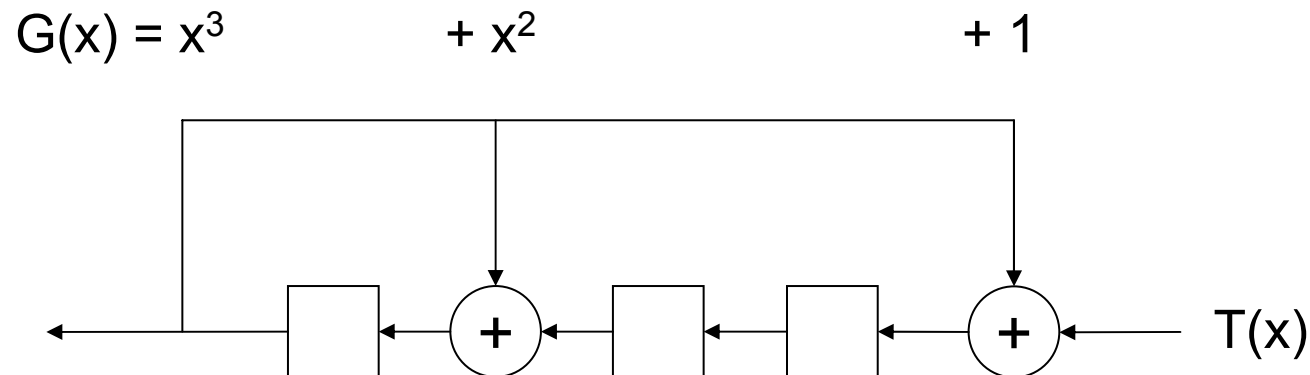 G(x) = x³ + x² + 1
+ + T(x)